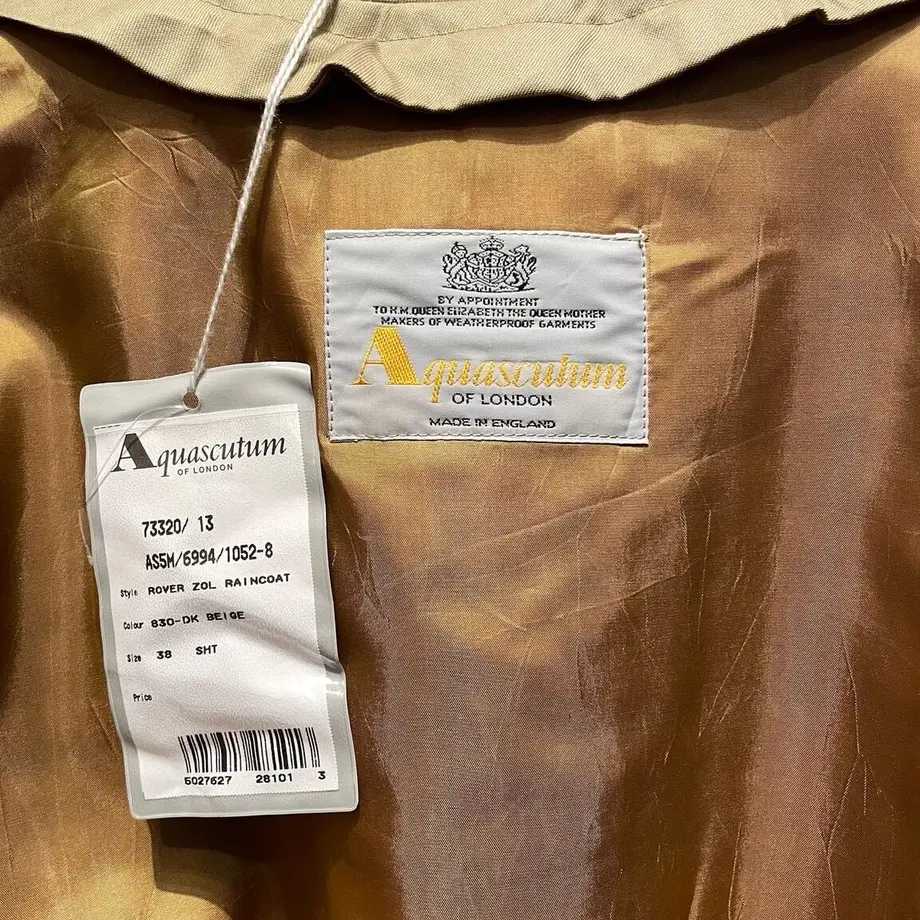 BY APPOINTMENT
TO H.M. QUEEN ELIZABETH THE QUEEN MOTHER
MAKERS OF WEATHERPROOF GARMENTS
Aquascutum
OF LONDON
MADE IN ENGLAND
Aquascutum
OF LONDON
73320/ 13
AS5M/6994/1052-8
Style ROVER ZOL RAINCOAT
Colour 830-DK BEIGE
Size 38 SHT
Price
5027627 28101 3